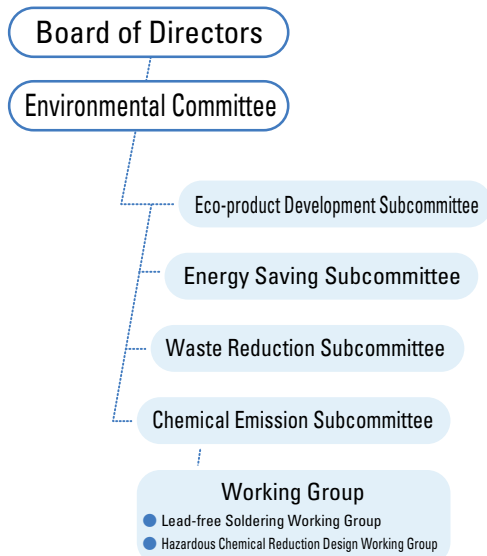 Board of Directors
Environmental Committee
Eco-product Development Subcommittee
Energy Saving Subcommittee
Waste Reduction Subcommittee
Chemical Emission Subcommittee
Working Group
● Lead-free Soldering Working Group
● Hazardous Chemical Reduction Design Working Group